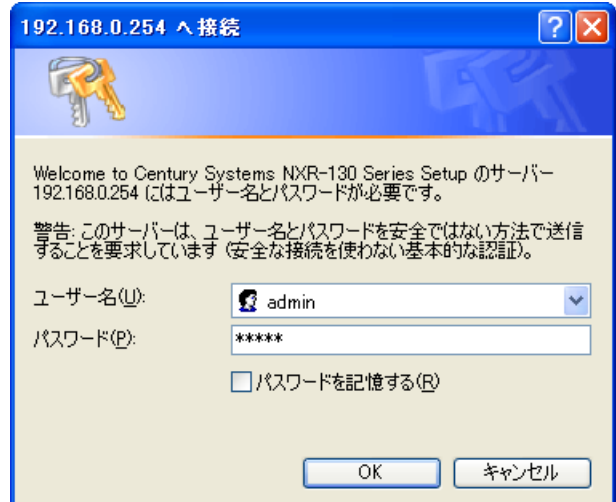 192.168.0.254 へ接続
Welcome to Century Systems NXR-130 Series Setup のサーバー
192.168.0.254 にはユーザー名とパスワードが必要です。
警告: このサーバーは、ユーザー名とパスワードを安全ではない方法で送信
することを要求しています (安全な接続を使わない基本的な認証)。
ユーザー名(U):
admin
パスワード(P):
*****
パスワードを記憶する(R)
OK
キャンセル